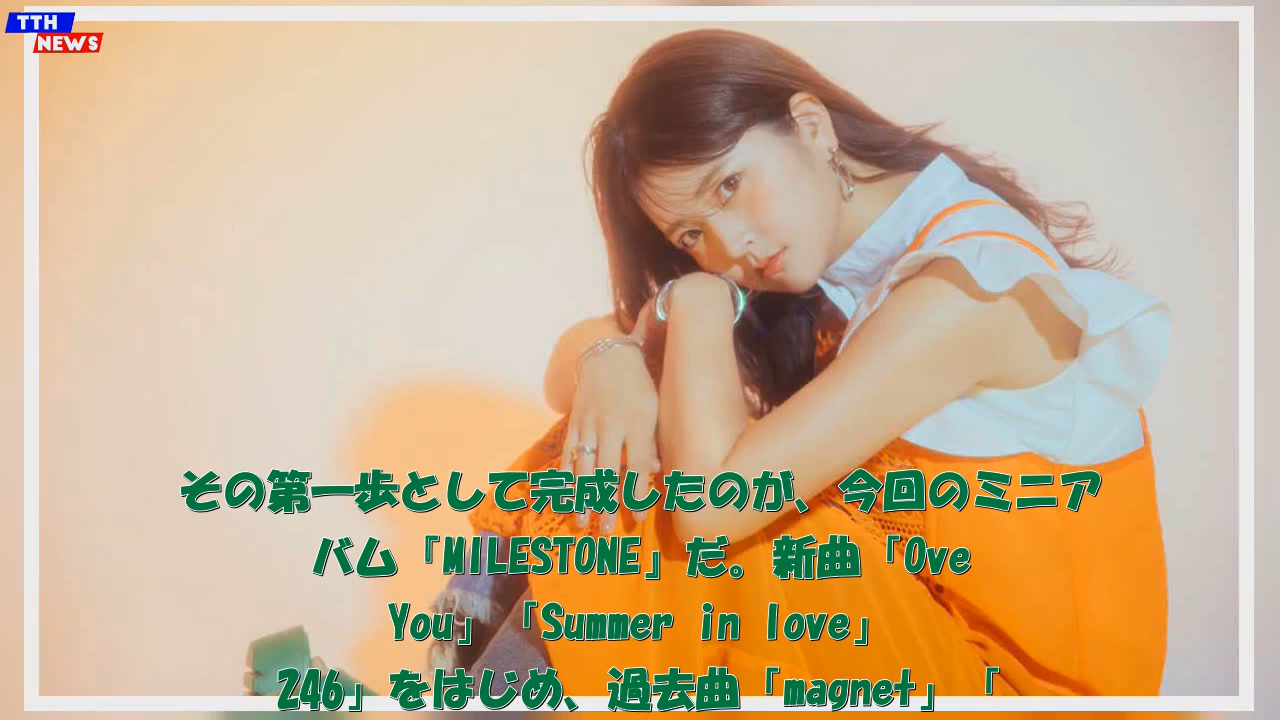 TTH
NEWS
その第一歩として完成したのが、今回のミニア
バム「MILESTONE」だ。新曲「Ove
You」「Summer in love」
246」をはじめ、過去曲「magnet」「